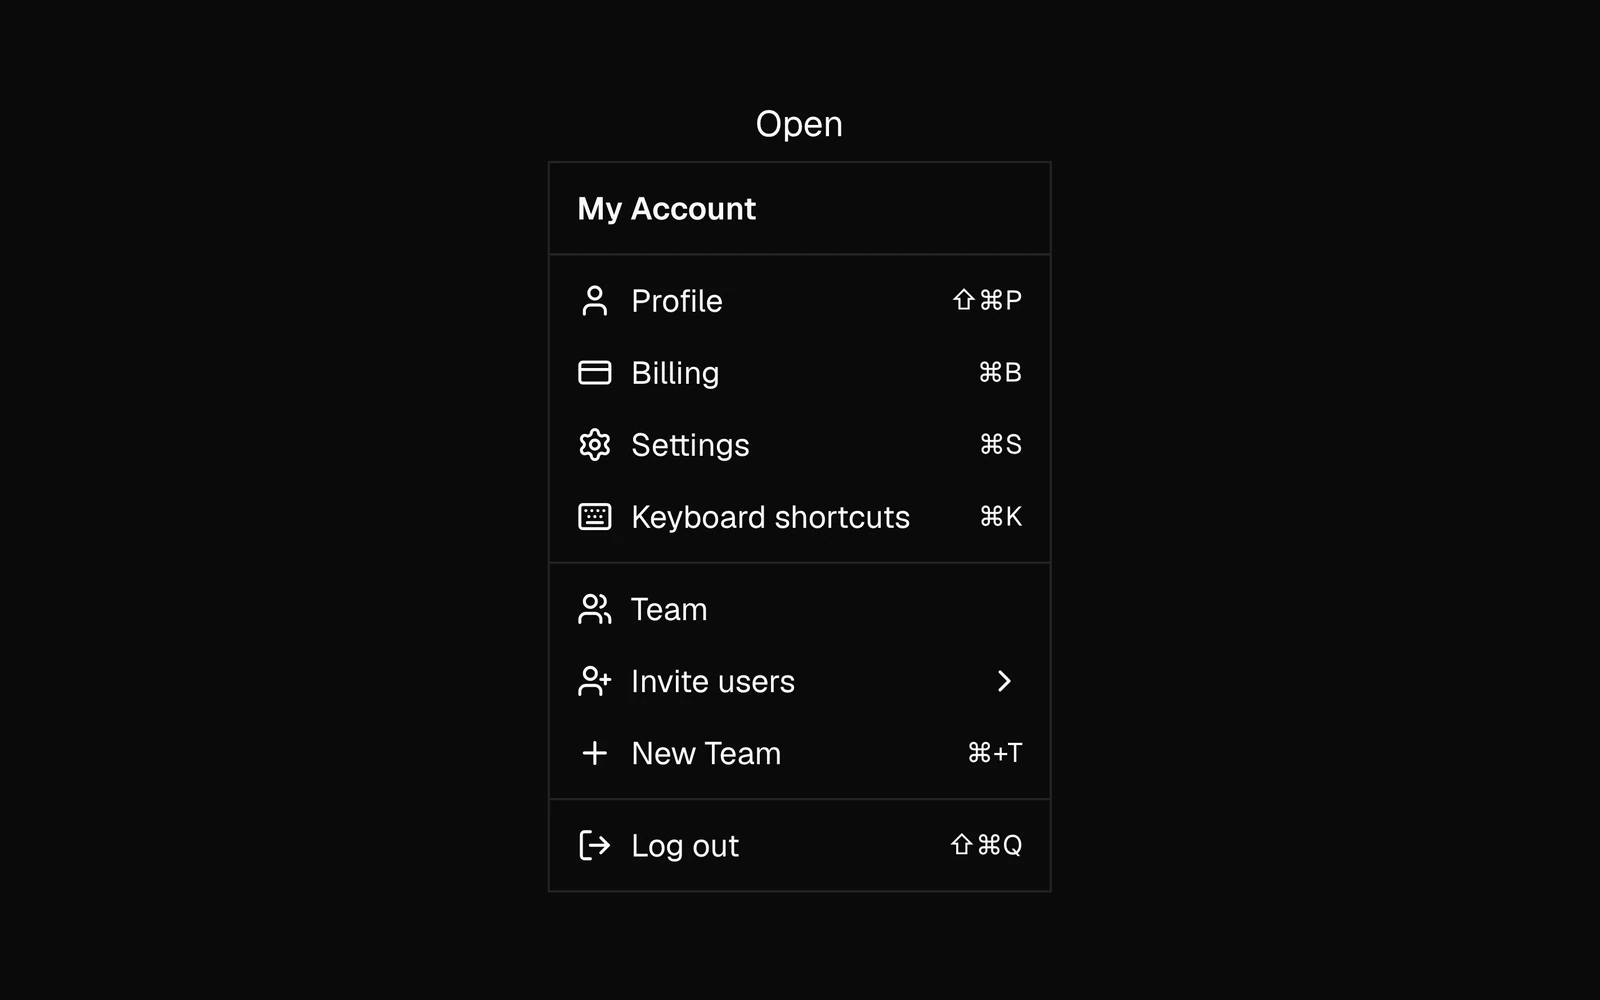 Open
My Account
Profile ⇧⌘P
Billing ⌘B
Settings ⌘S
Keyboard shortcuts ⌘K
Team
Invite users
New Team ⌘+T
Log out ⇧⌘Q